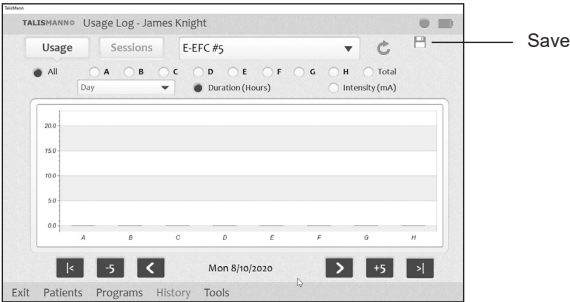 TalisMann
TALISMANN® Usage Log - James Knight
Save
Usage Sessions E-EFC #5
All A B C D E F G H Total
Day Duration (Hours) Intensity (mA)
20.0
15.0
10.0
5.0
0.0
A B C D E F G H
|< -5 < Mon 8/10/2020 > +5 >|
Exit Patients Programs History Tools